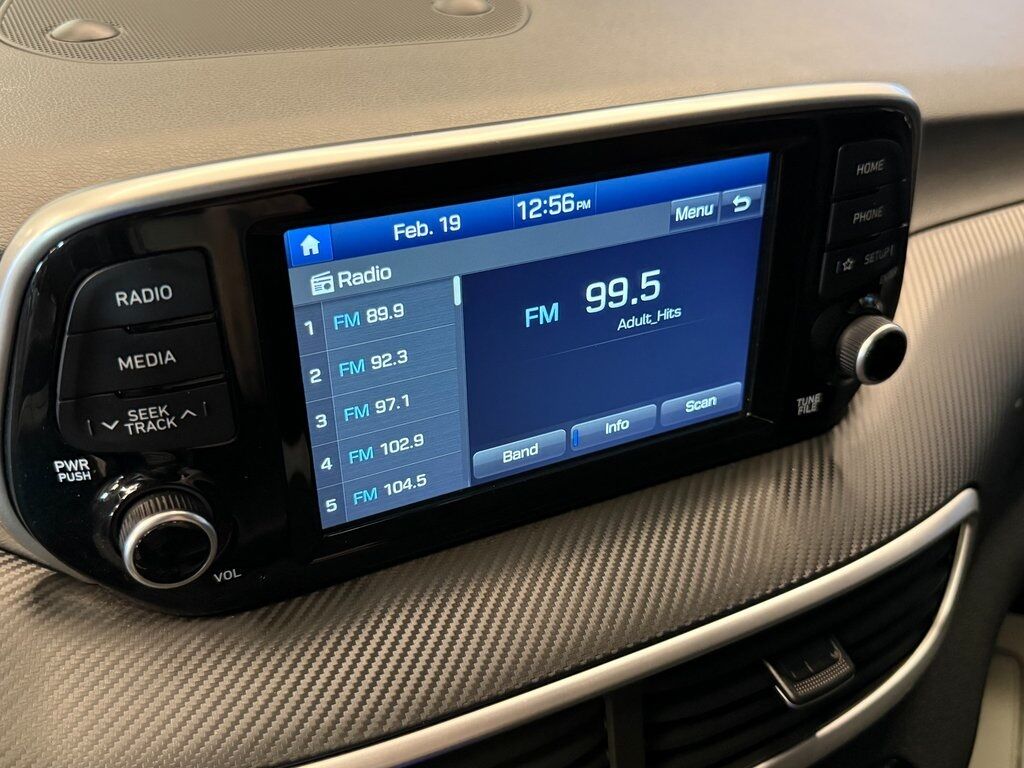 Feb. 19
12:56 PM
Menu
Radio
1 FM 89.9
2 FM 92.3
3 FM 97.1
4 FM 102.9
5 FM 104.5
FM 99.5
Adult_Hits
Band
Info
Scan
RADIO
MEDIA
SEEK
TRACK
PWR
PUSH
VOL
HOME
PHONE
SETUP
TUNE
FILE